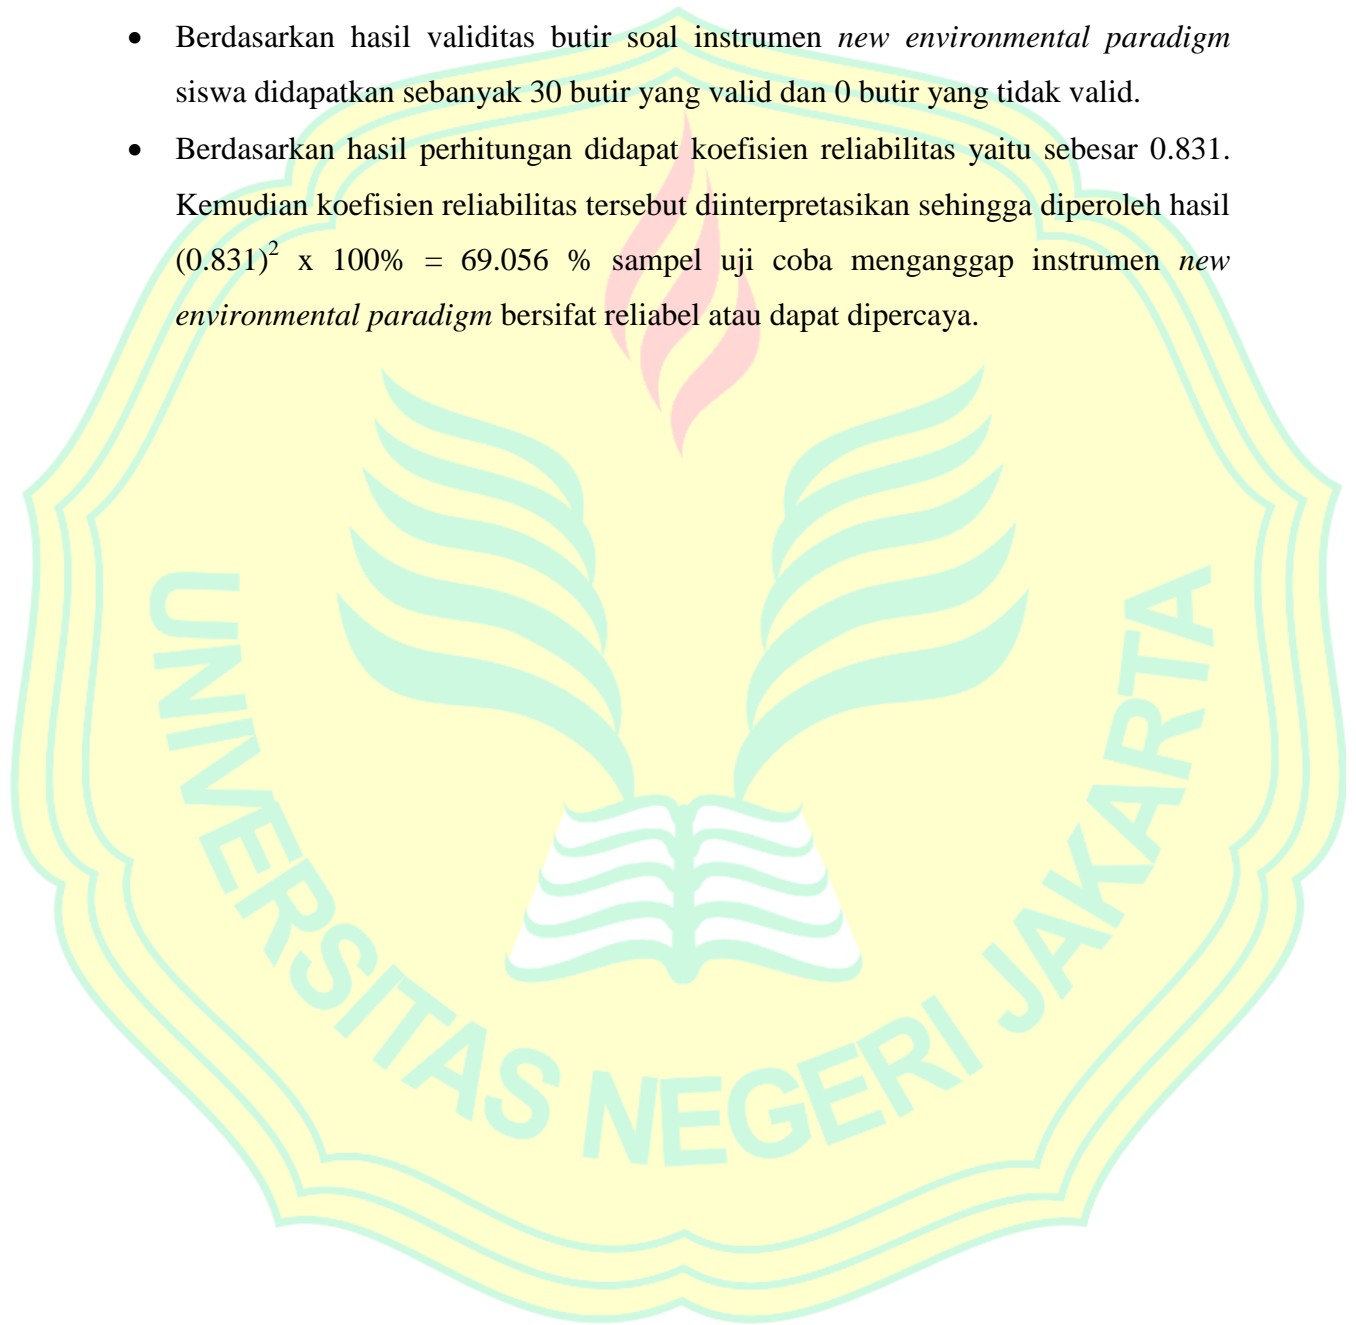 • Berdasarkan hasil validitas butir soal instrumen new environmental paradigm
siswa didapatkan sebanyak 30 butir yang valid dan 0 butir yang tidak valid.
• Berdasarkan hasil perhitungan didapat koefisien reliabilitas yaitu sebesar 0.831.
Kemudian koefisien reliabilitas tersebut diinterpretasikan sehingga diperoleh hasil
(0.831)² x 100% = 69.056 % sampel uji coba menganggap instrumen new
environmental paradigm bersifat reliabel atau dapat dipercaya.
UNIVERSITAS NEGERI JAKARTA